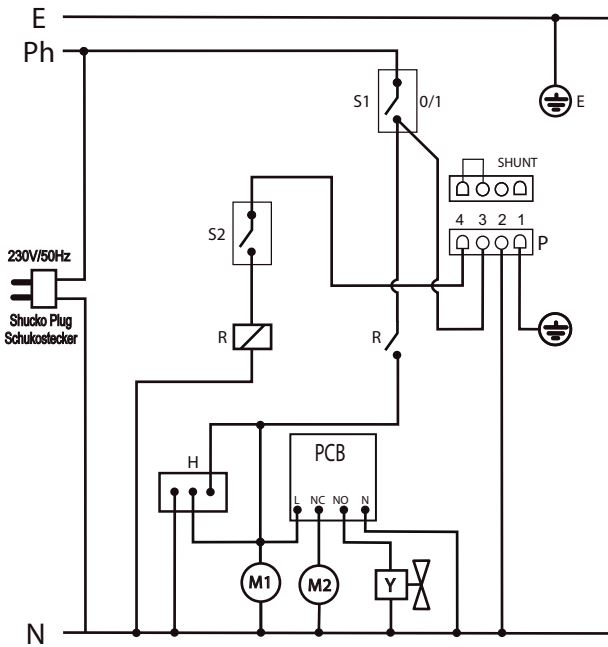 E
Ph
S1
0/1
E
SHUNT
4 3 2 1
P
S2
230V/50Hz
Shucko Plug
Schukostecker
R
R
H
PCB
L NC NO N
M1
M2
Y
N